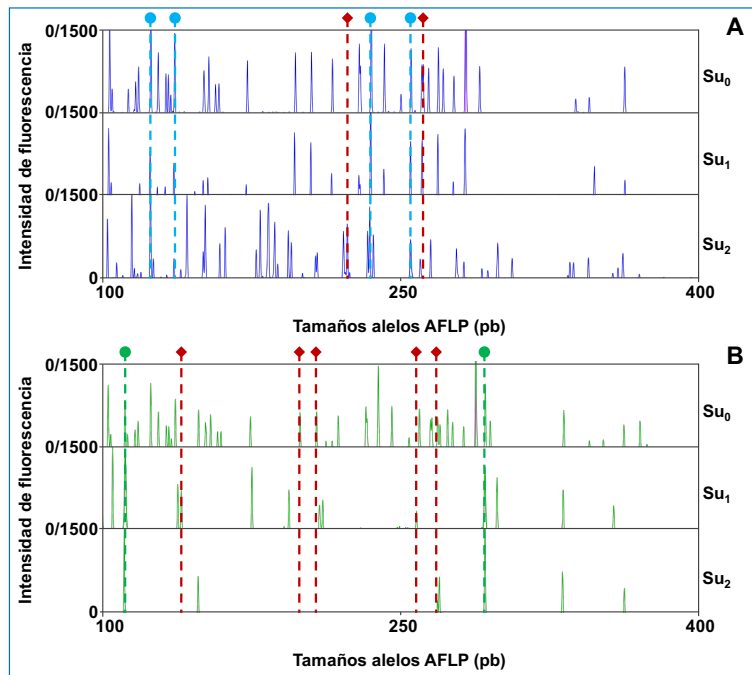 A
Intensidad de fluorescencia
0/1500
Su0
0/1500
Su1
0/1500
Su2
0
100
250
400
Tamaños alelos AFLP (pb)
B
Intensidad de fluorescencia
0/1500
Su0
0/1500
Su1
0/1500
Su2
0
100
250
400
Tamaños alelos AFLP (pb)